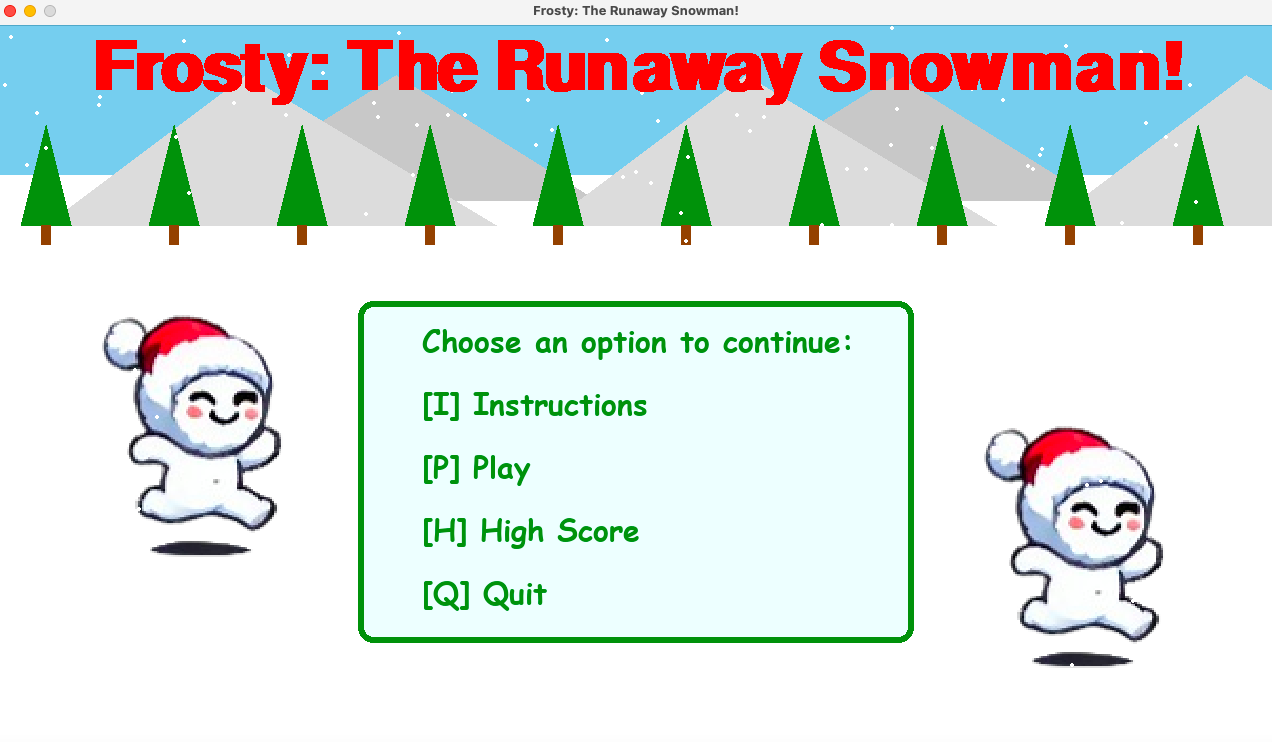 Frosty: The Runaway Snowman!
Frosty: The Runaway Snowman!
Choose an option to continue:
[I] Instructions
[P] Play
[H] High Score
[Q] Quit